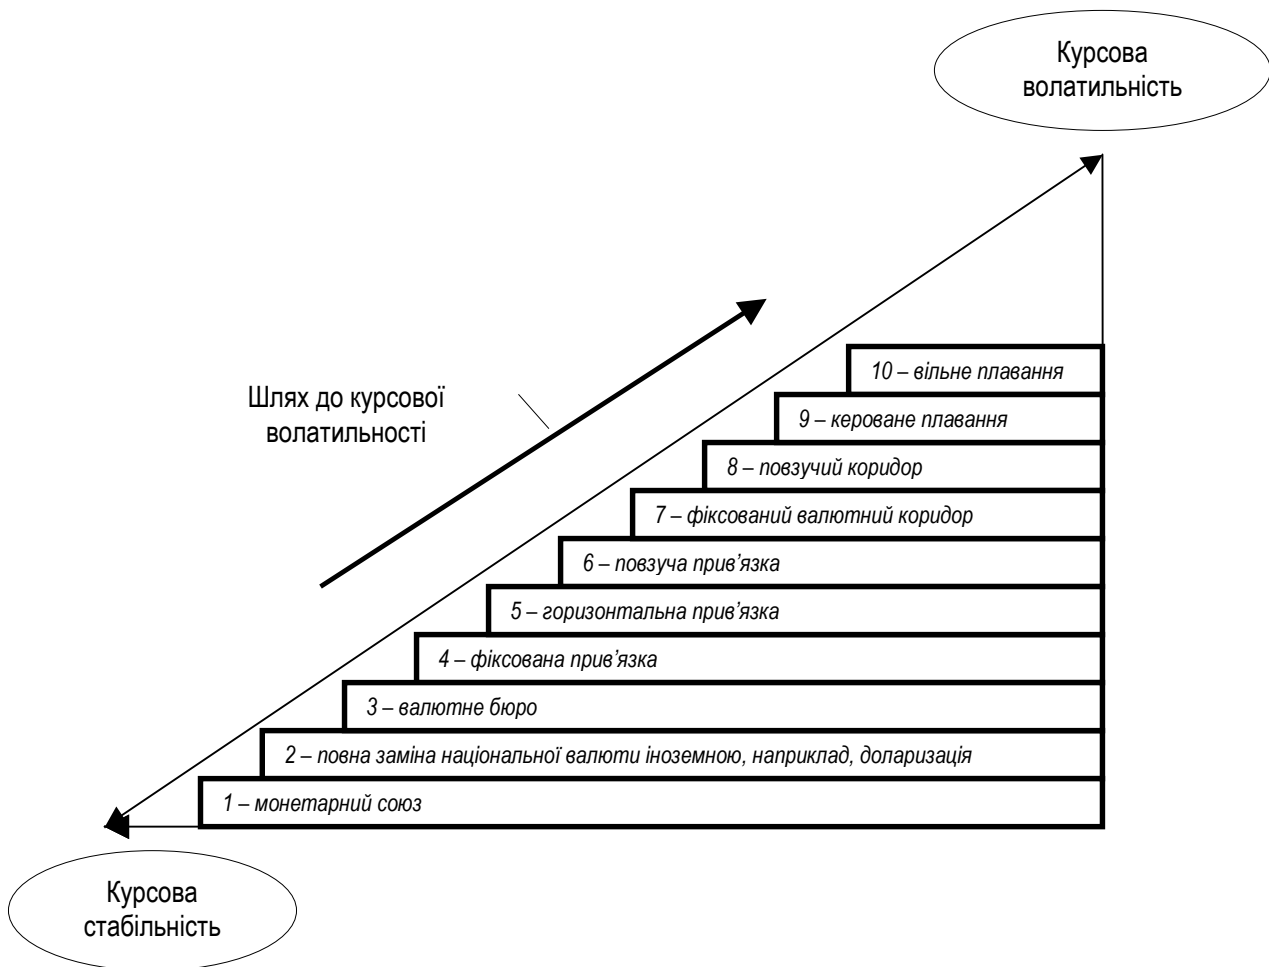 Курсова
волатильність
Шлях до курсової
волатильності
10 – вільне плавання
9 – кероване плавання
8 – повзучий коридор
7 – фіксований валютний коридор
6 – повзуча прив’язка
5 – горизонтальна прив’язка
4 – фіксована прив’язка
3 – валютне бюро
2 – повна заміна національної валюти іноземною, наприклад, доларизація
1 – монетарний союз
Курсова
стабільність